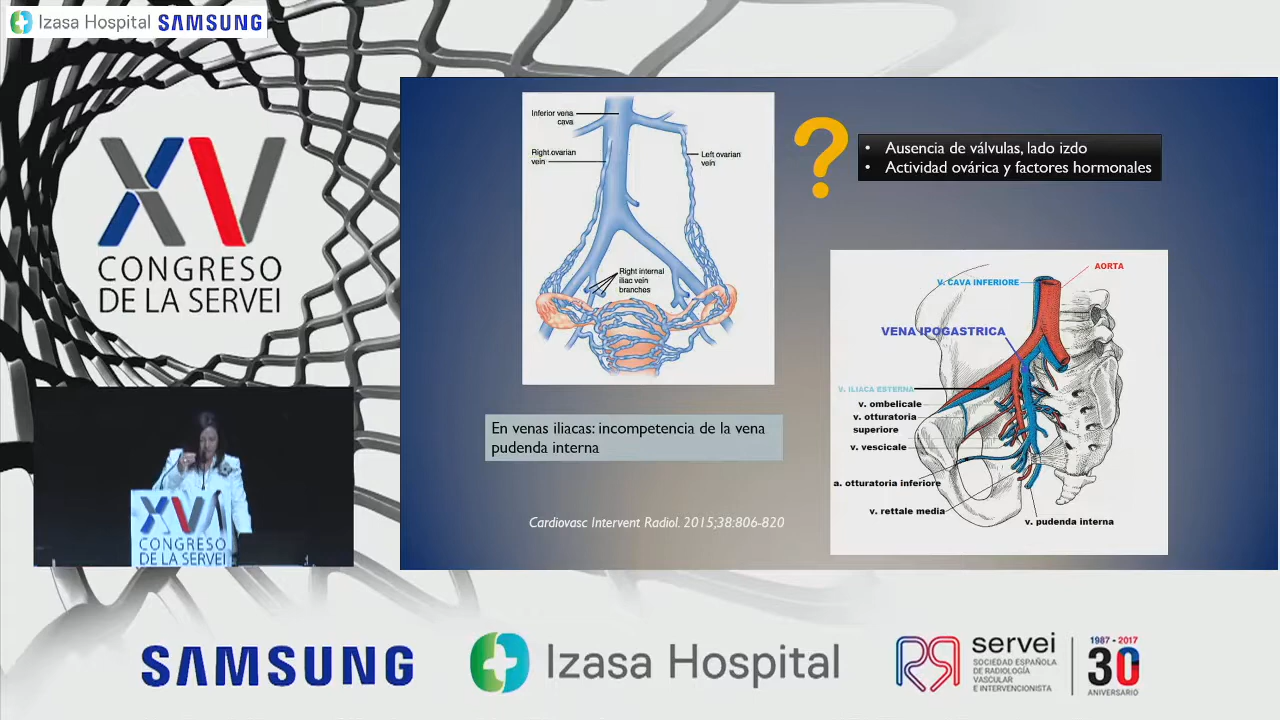 Izasa Hospital SAMSUNG
XV
CONGRESO
DE LA SERVEI
Inferior vena
cava
Right ovarian
vein
Left ovarian
vein
Right internal
iliac vein
branches
• Ausencia de válvulas, lado izdo
• Actividad ovárica y factores hormonales
?
AORTA
V. CAVA INFERIORE
VENA IPOGASTRICA
V. ILIACA ESTERNA
v. ombelicale
v. otturatoria
superiore
v. vescicale
a. otturatoria inferiore
v. rettale media
v. pudenda interna
En venas iliacas: incompetencia de la vena
pudenda interna
Cardiovasc Intervent Radiol. 2015;38:806-820
XV
CONGRESO
DE LA SERVEI
SAMSUNG
Izasa Hospital
servei
SOCIEDAD ESPAÑOLA
DE RADIOLOGÍA
VASCULAR
E INTERVENCIONISTA
1987 • 2017
30
ANIVERSARIO